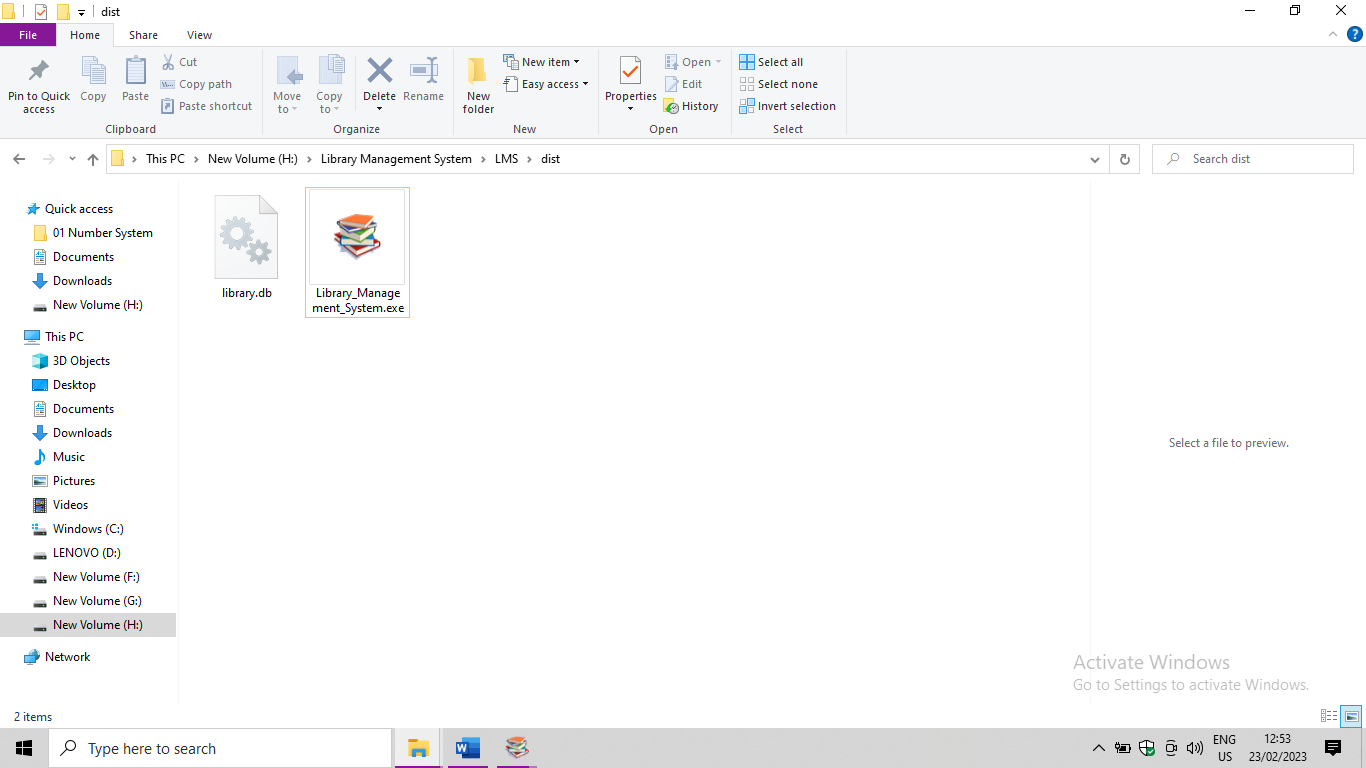 dist
File
Home
Share
View
Pin to Quick
access
Copy
Paste
Cut
Copy path
Paste shortcut
Clipboard
Move
to
Copy
to
Delete
Rename
Organize
New
folder
New item
Easy access
New
Properties
Open
Edit
History
Open
Select all
Select none
Invert selection
Select
This PC
New Volume (H:)
Library Management System
LMS
dist
Search dist
Quick access
01 Number System
Documents
Downloads
New Volume (H:)
This PC
3D Objects
Desktop
Documents
Downloads
Music
Pictures
Videos
Windows (C:)
LENOVO (D:)
New Volume (F:)
New Volume (G:)
New Volume (H:)
Network
library.db
Library_Manage
ment_System.exe
Select a file to preview.
Activate Windows
Go to Settings to activate Windows.
2 items
Type here to search
W
ENG
US
12:53
23/02/2023